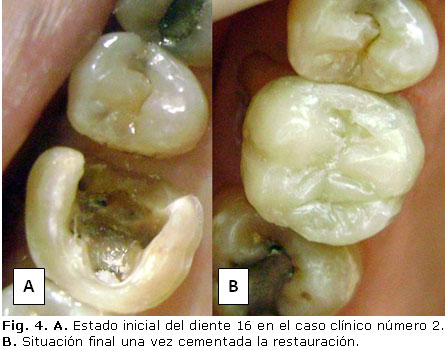 A
B
Fig. 4. A. Estado inicial del diente 16 en el caso clínico número 2.
B. Situación final una vez cementada la restauración.